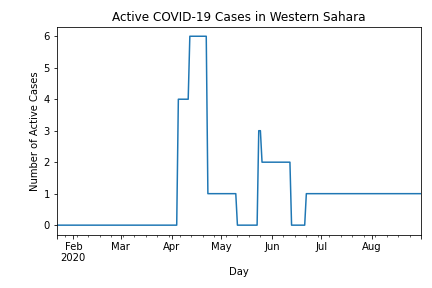 Active COVID-19 Cases in Western Sahara
Number of Active Cases
6
5
4
3
2
1
0
Feb Mar Apr May Jun Jul Aug
2020
Day